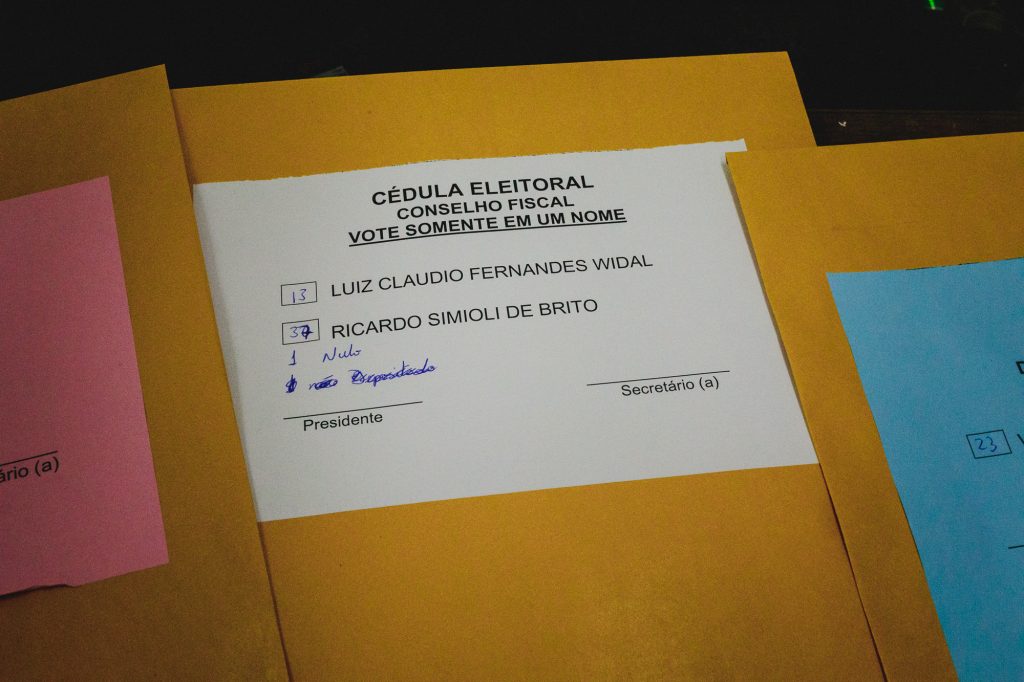 CÉDULA ELEITORAL
CONSELHO FISCAL
VOTE SOMENTE EM UM NOME
13 LUIZ CLAUDIO FERNANDES WIDAL
RICARDO SIMIOLI DE BRITO
1 Nulo
não
Presidente
Secretário (a)
ário (a)
23